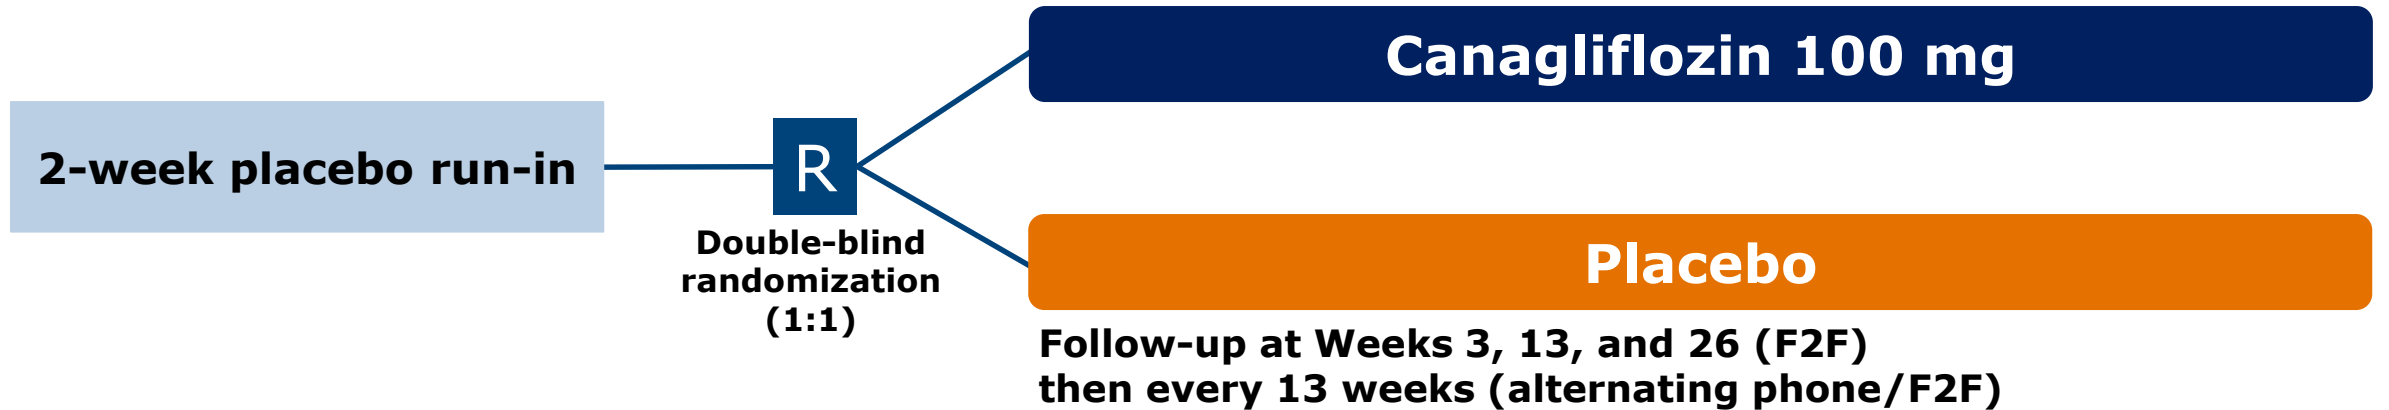 2-week placebo run-in
R
Double-blind
randomization
(1:1)
Canagliflozin 100 mg
Placebo
Follow-up at Weeks 3, 13, and 26 (F2F)
then every 13 weeks (alternating phone/F2F)